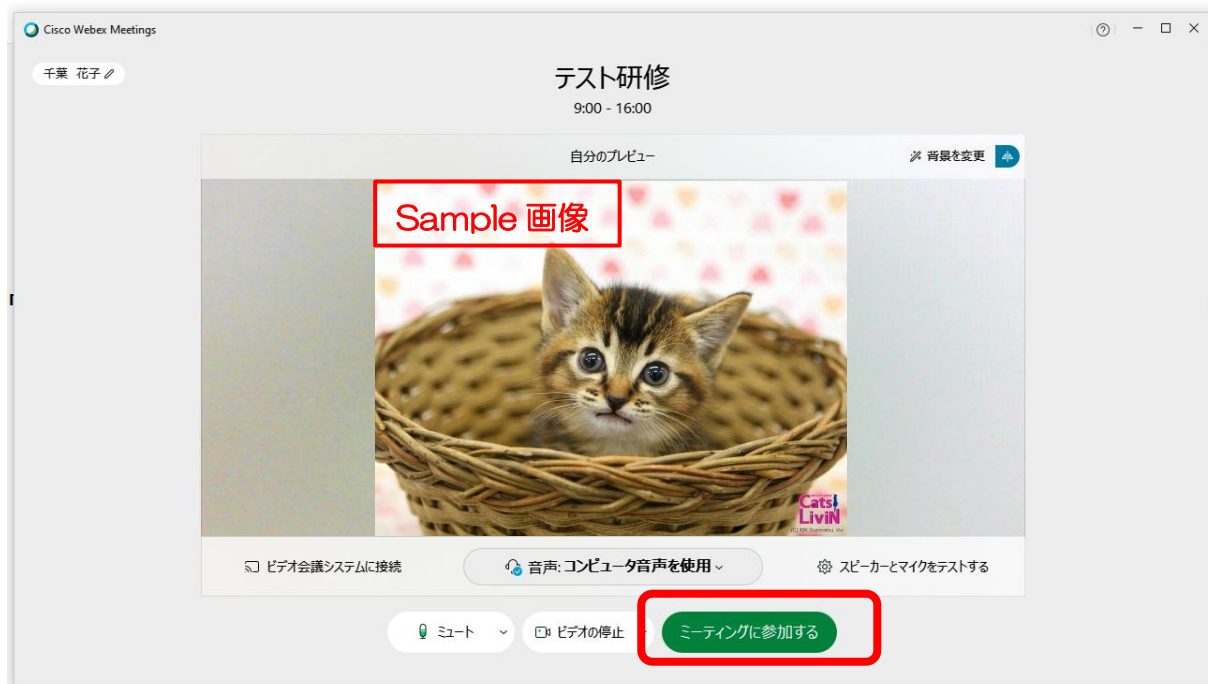 Cisco Webex Meetings
千葉 花子
テスト研修
9:00 - 16:00
自分のプレビュー
背景を変更
Sample 画像
Cats!
LiviN
ビデオ会議システムに接続
音声: コンピュータ音声を使用
スピーカーとマイクをテストする
ミュート
ビデオの停止
ミーティングに参加する